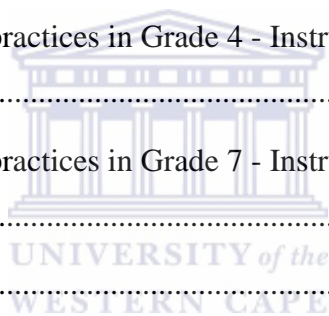 practices in Grade 4 - Instr
................................................
practices in Grade 7 - Instr
................................................
UNIVERSITY of the
................................................
WESTERN CAPE